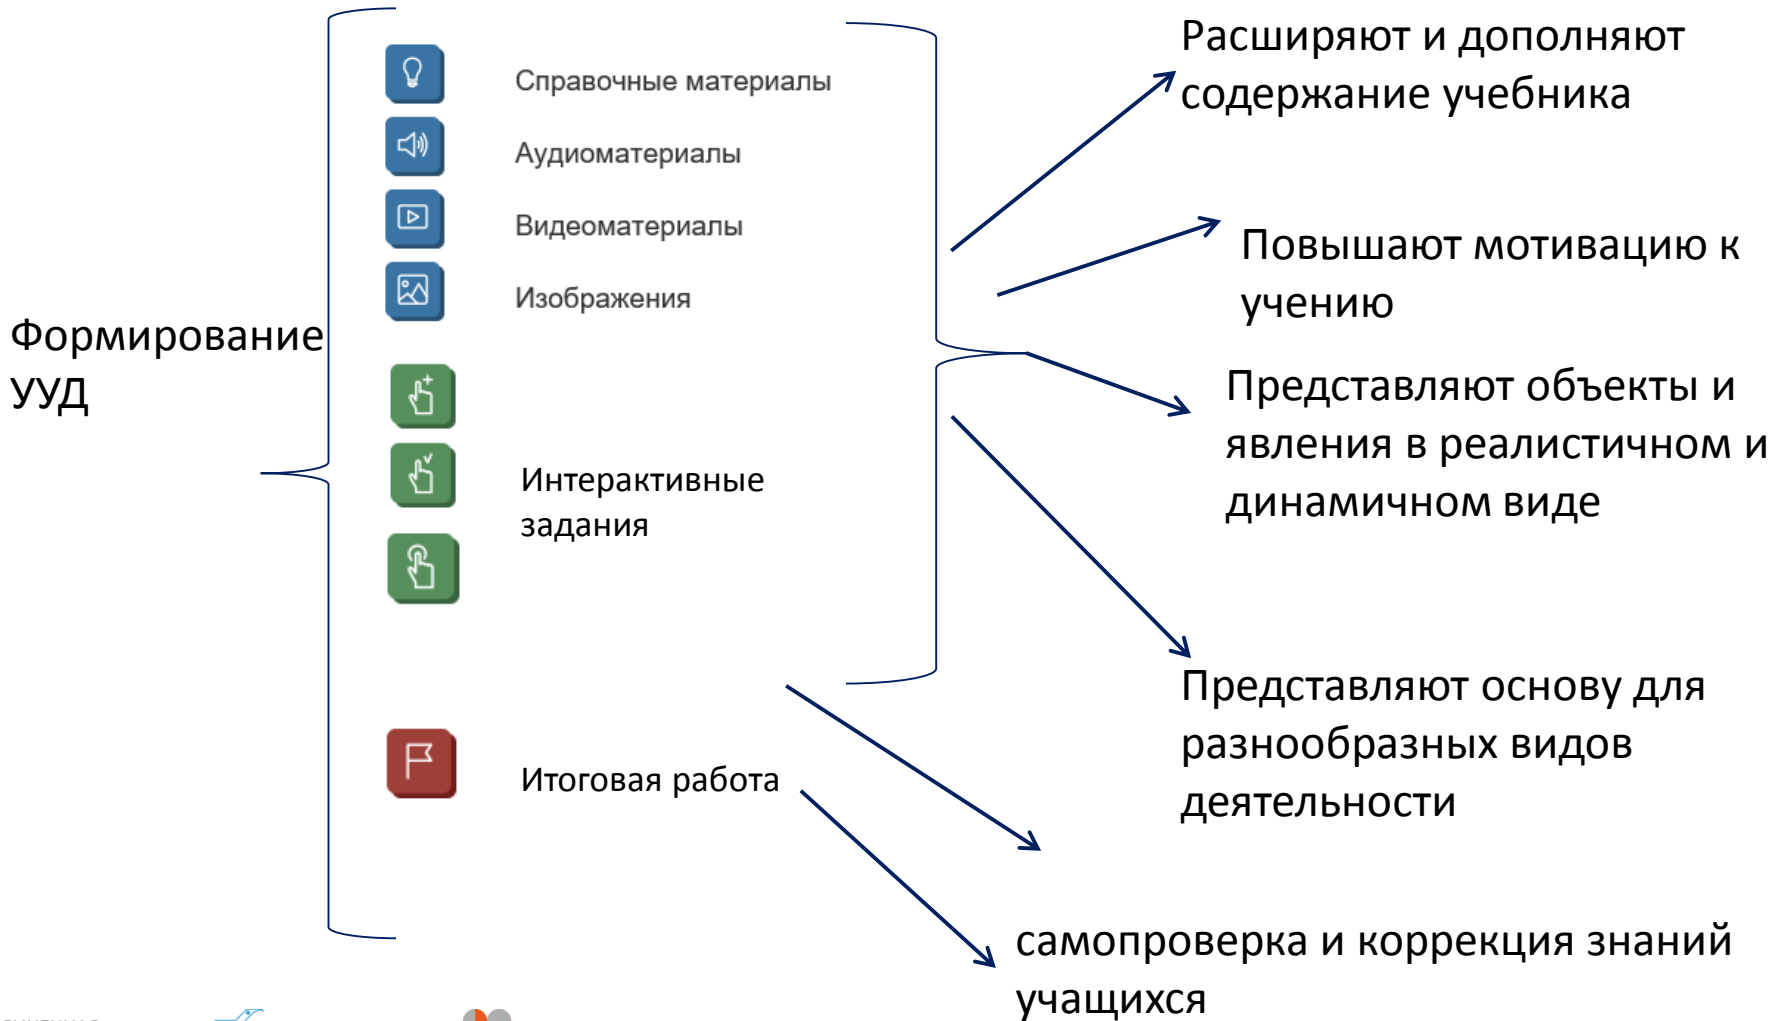 Формирование
УУД
Справочные материалы
Аудиоматериалы
Видеоматериалы
Изображения
Интерактивные
задания
Итоговая работа
Расширяют и дополняют
содержание учебника
Повышают мотивацию к
учению
Представляют объекты и
явления в реалистичном и
динамичном виде
Представляют основу для
разнообразных видов
деятельности
самопроверка и коррекция знаний
учащихся